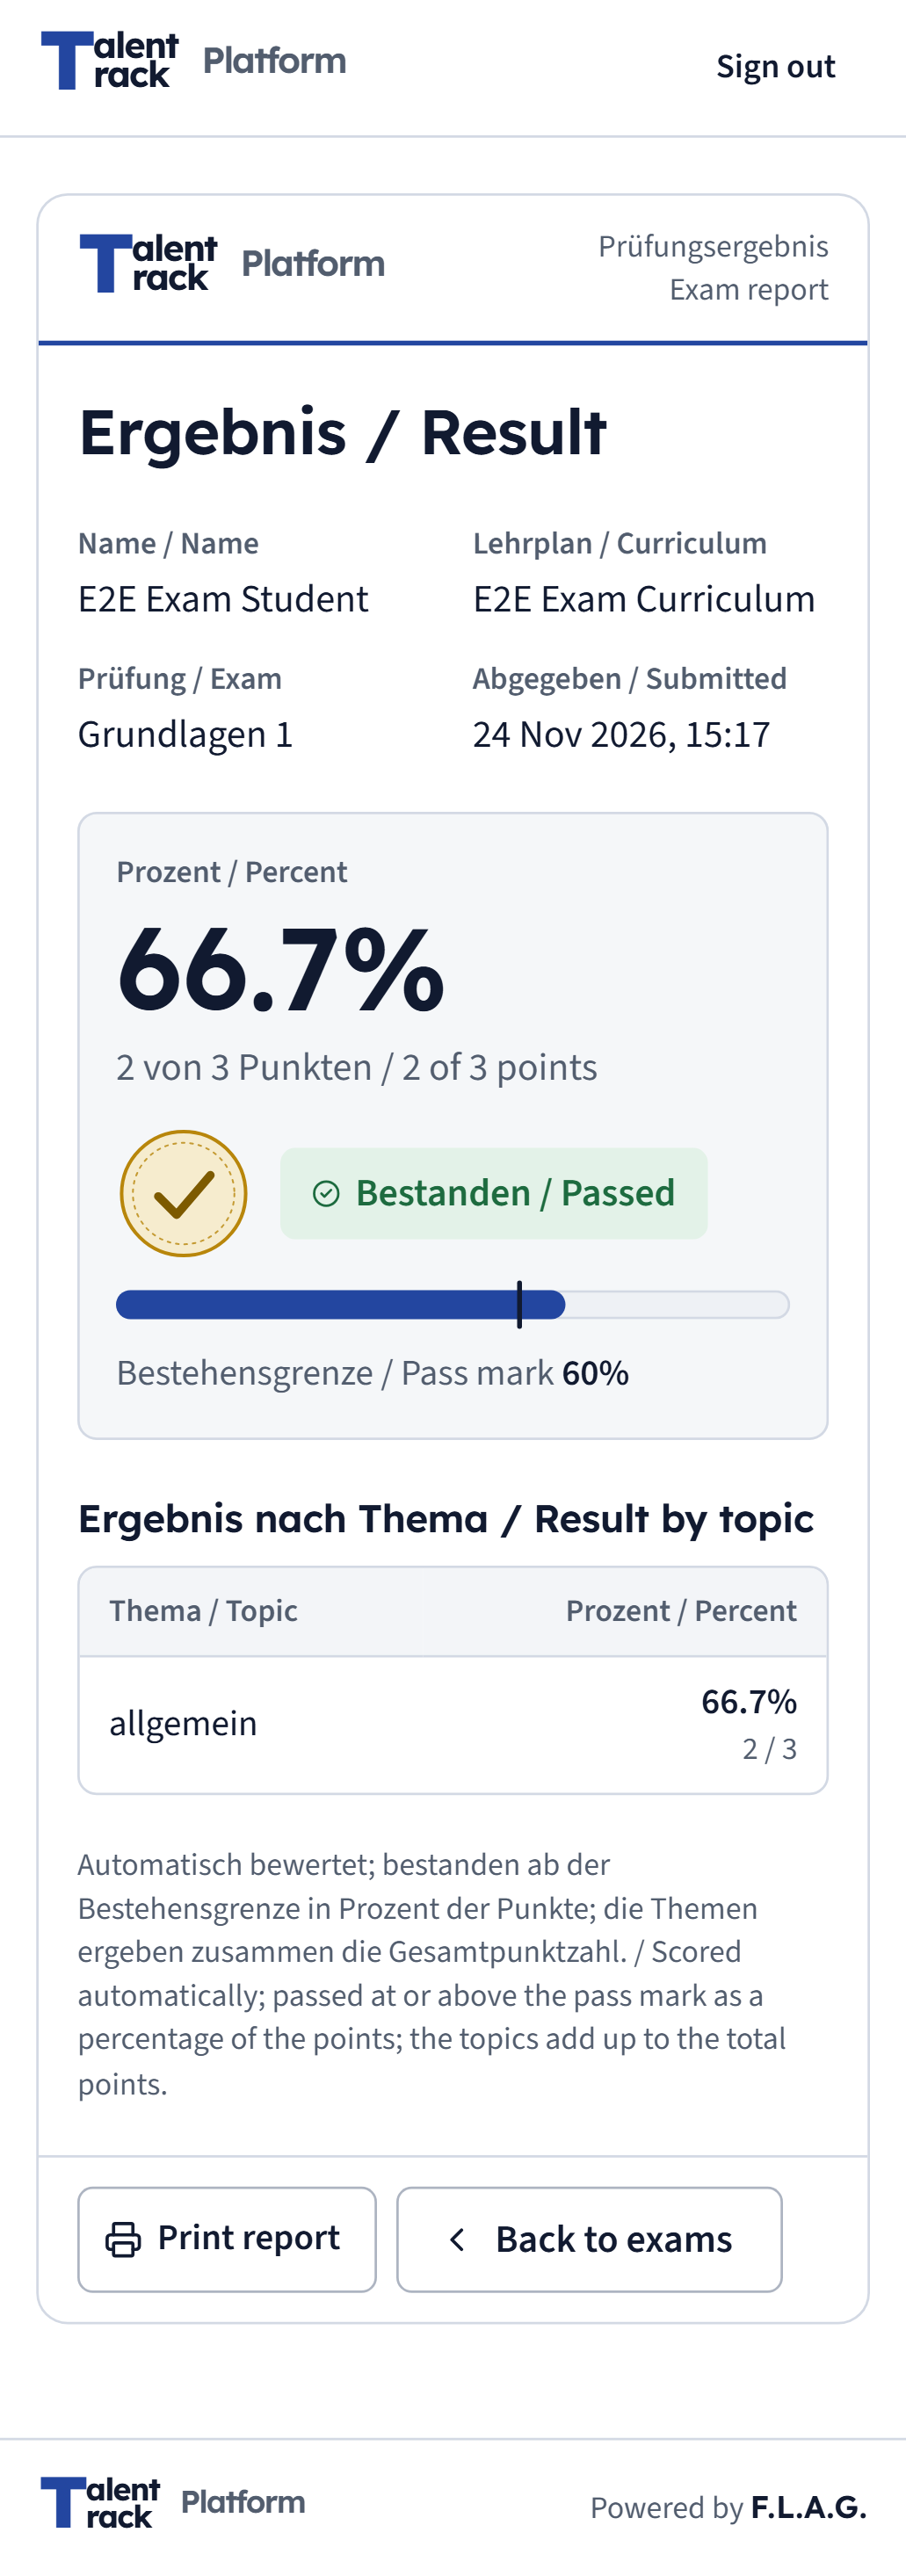 Talent
Track Platform
Sign out
Talent
Track Platform
Prüfungsergebnis
Exam report
Ergebnis / Result
Name / Name
E2E Exam Student
Lehrplan / Curriculum
E2E Exam Curriculum
Prüfung / Exam
Grundlagen 1
Abgegeben / Submitted
24 Nov 2026, 15:17
Prozent / Percent
66.7%
2 von 3 Punkten / 2 of 3 points
Bestanden / Passed
Bestehensgrenze / Pass mark 60%
Ergebnis nach Thema / Result by topic
Thema / Topic
Prozent / Percent
allgemein
66.7%
2 / 3
Automatisch bewertet; bestanden ab der
Bestehensgrenze in Prozent der Punkte; die Themen
ergeben zusammen die Gesamtpunktzahl. / Scored
automatically; passed at or above the pass mark as a
percentage of the points; the topics add up to the total
points.
Print report
Back to exams
Talent
Track Platform
Powered by F.L.A.G.